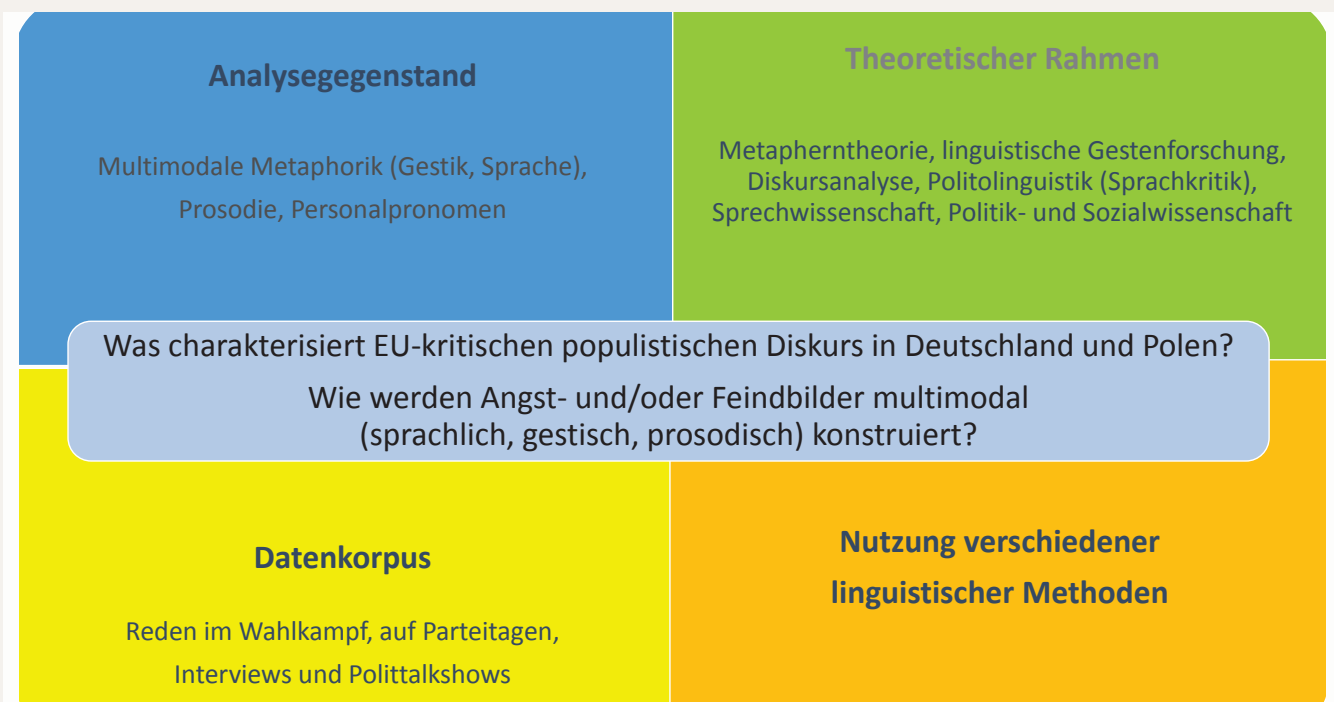 Analysegegenstand
Multimodale Metaphorik (Gestik, Sprache),
Prosodie, Personalpronomen
Theoretischer Rahmen
Metapherntheorie, linguistische Gestenforschung,
Diskursanalyse, Politolinguistik (Sprachkritik),
Sprechwissenschaft, Politik- und Sozialwissenschaft
Was charakterisiert EU-kritischen populistischen Diskurs in Deutschland und Polen?
Wie werden Angst- und/oder Feindbilder multimodal
(sprachlich, gestisch, prosodisch) konstruiert?
Datenkorpus
Reden im Wahlkampf, auf Parteitagen,
Interviews und Polittalkshows
Nutzung verschiedener
linguistischer Methoden